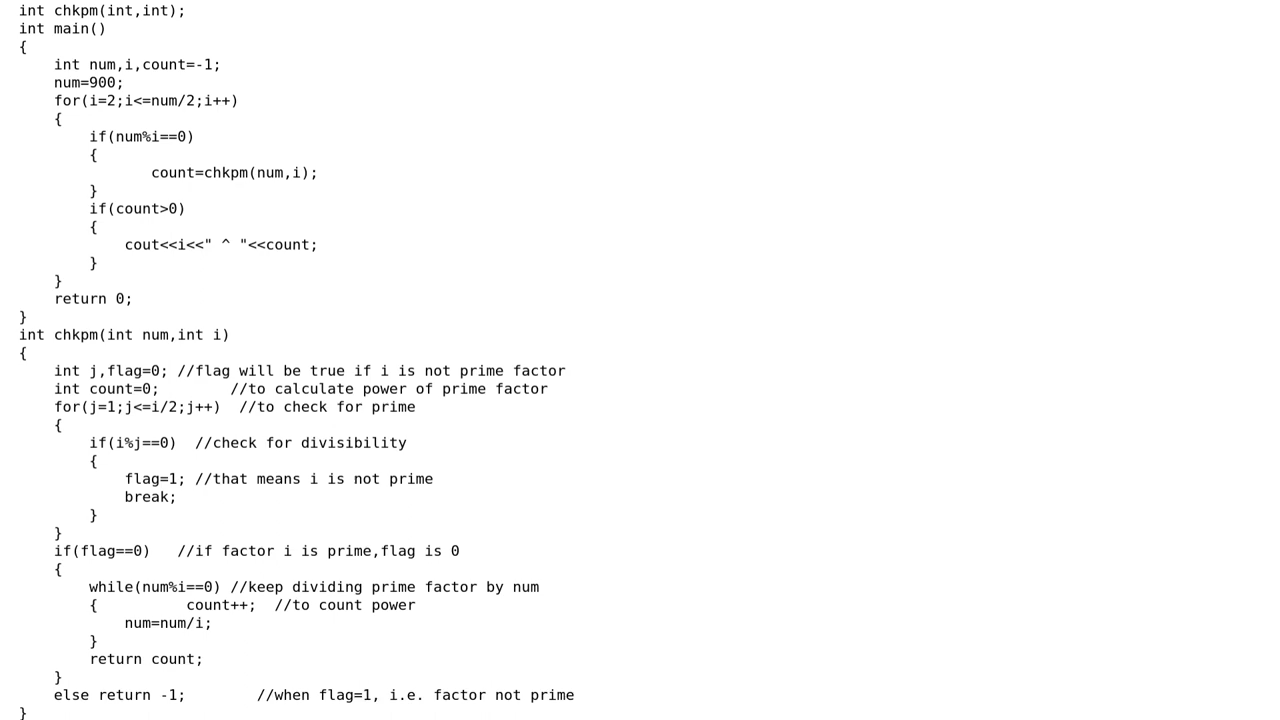 int chkpm(int,int);
int main()
{
    int num,i,count=-1;
    num=900;
    for(i=2;i<=num/2;i++)
    {
        if(num%i==0)
        {
               count=chkpm(num,i);
        }
        if(count>0)
        {
            cout<<i<<" ^ "<<count;
        }
    }
    return 0;
}
int chkpm(int num,int i)
{
    int j,flag=0; //flag will be true if i is not prime factor
    int count=0;        //to calculate power of prime factor
    for(j=1;j<=i/2;j++)  //to check for prime
    {
        if(i%j==0)  //check for divisibility
        {
            flag=1; //that means i is not prime
            break;
        }
    }
    if(flag==0)   //if factor i is prime,flag is 0
    {
        while(num%i==0) //keep dividing prime factor by num
        {          count++;  //to count power
            num=num/i;
        }
        return count;
    }
    else return -1;        //when flag=1, i.e. factor not prime
}